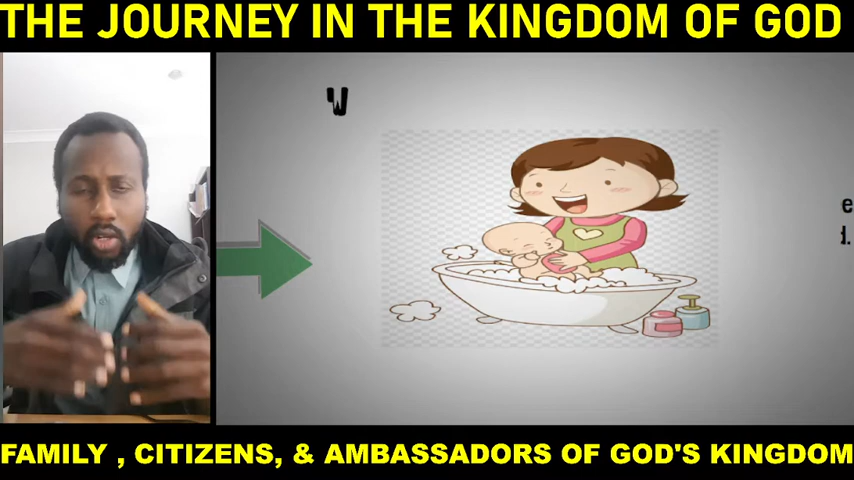 THE JOURNEY IN THE KINGDOM OF GOD
W
e
d.
FAMILY , CITIZENS, & AMBASSADORS OF GOD'S KINGDOM